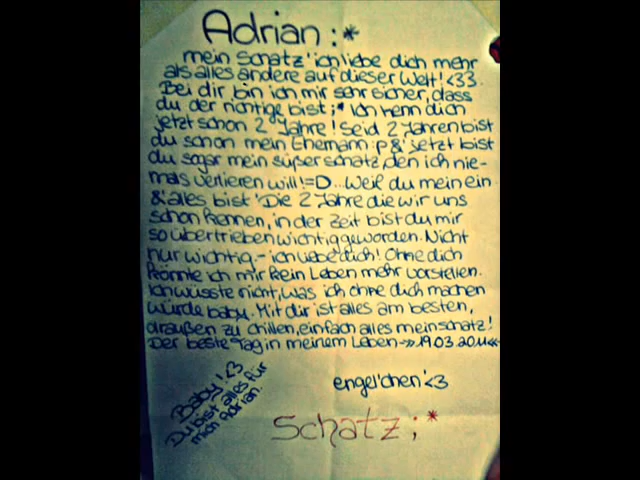 Adrian :*
mein Schatz' ich liebe dich mehr
als alles andere auf dieser Welt! <33
Bei dir bin ich mir sehr sicher, dass
du der richtige bist ;* Ich kenn dich
jetzt schon 2 Jahre! Seid 2 Jahren bist
du schon mein Ehemann :p &' jetzt bist
du sogar mein süßer schatz, den ich nie-
mals verlieren will! =D... Weil du mein ein
&' alles bist' Die 2 Jahre die wir uns
schon kennen, in der Zeit bist du mir
so übertrieben wichtig geworden. Nicht
nur wichtig, - ich liebe dich! Ohne dich
könnte ich mir kein Leben mehr vorstellen.
Ich wüsste nicht, was ich ohne dich machen
würde baby. Mit dir ist alles am besten,
draußen zu chillen, einfach alles mein schatz!
Der beste Tag in meinem Leben ->> 19.03.2011 <<-
engel'chen' <3
Baby! <3
Du bist alles für
mich Adrian.
Schatz ;*